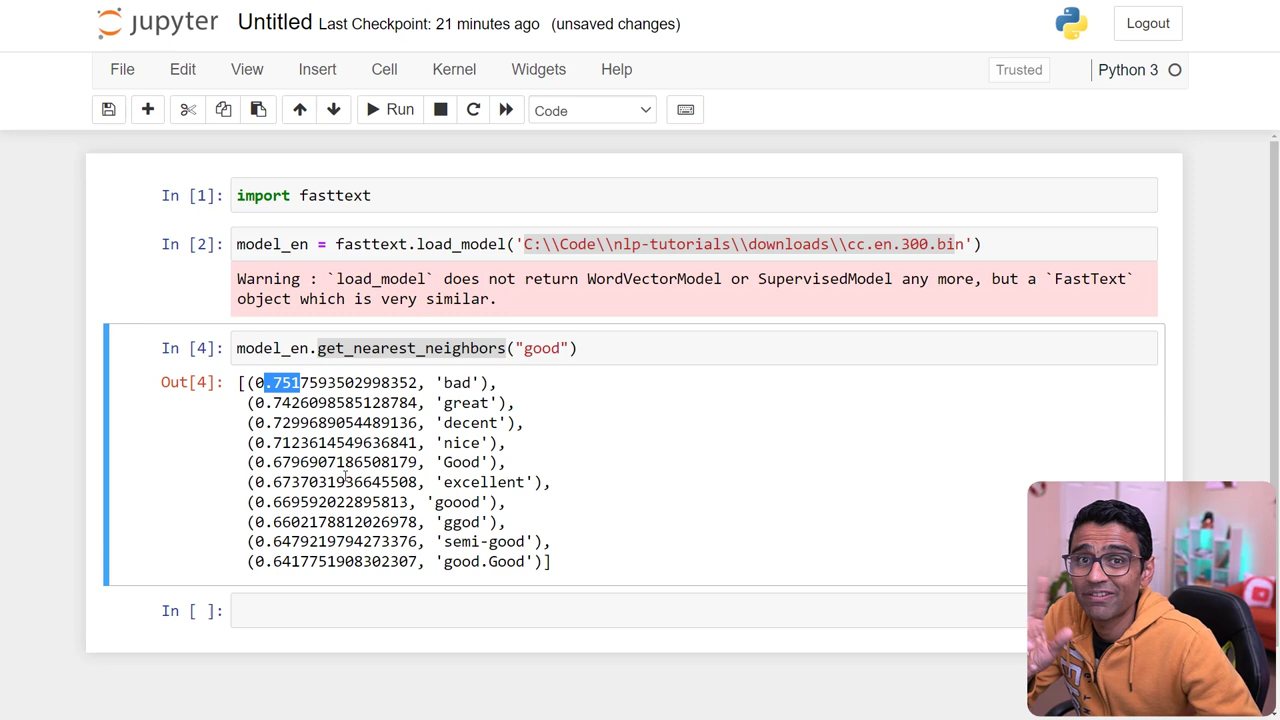 jupyter Untitled Last Checkpoint: 21 minutes ago (unsaved changes) Logout
File Edit View Insert Cell Kernel Widgets Help Trusted Python 3
Run Code
In [1]: import fasttext
In [2]: model_en = fasttext.load_model('C:\\Code\\nlp-tutorials\\downloads\\cc.en.300.bin')
Warning : `load_model` does not return WordVectorModel or SupervisedModel any more, but a `FastText`
object which is very similar.
In [4]: model_en.get_nearest_neighbors("good")
Out[4]: [(0.7517593502998352, 'bad'),
(0.7426098585128784, 'great'),
(0.7299689054489136, 'decent'),
(0.7123614549636841, 'nice'),
(0.6796907186508179, 'Good'),
(0.6737031936645508, 'excellent'),
(0.669592022895813, 'goood'),
(0.6602178812026978, 'ggod'),
(0.6479219794273376, 'semi-good'),
(0.6417751908302307, 'good.Good')]
In [ ]: